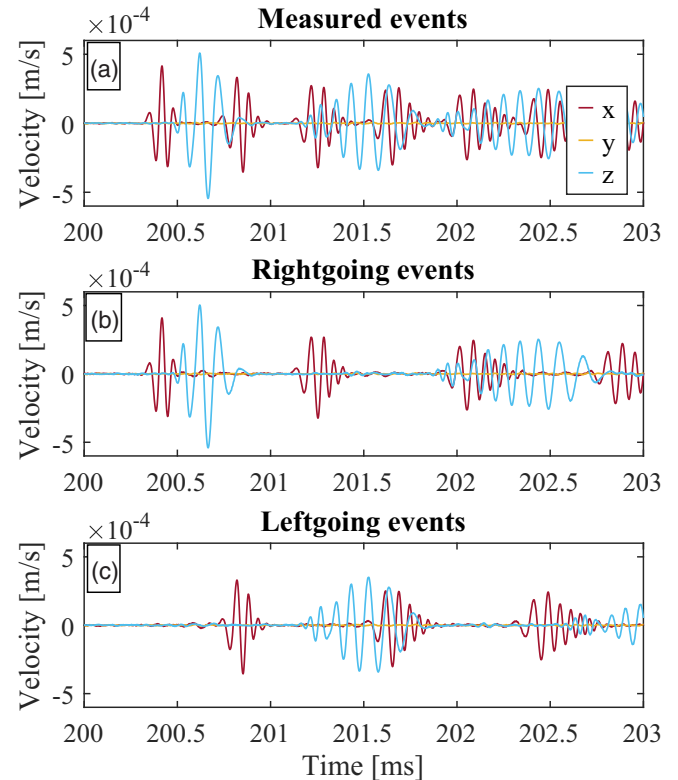 Measured events
×10⁻⁴
(a)
Velocity [m/s]
5
0
-5
x
y
z
200 200.5 201 201.5 202 202.5 203
Rightgoing events
×10⁻⁴
(b)
Velocity [m/s]
5
0
-5
200 200.5 201 201.5 202 202.5 203
Leftgoing events
×10⁻⁴
(c)
Velocity [m/s]
5
0
-5
200 200.5 201 201.5 202 202.5 203
Time [ms]